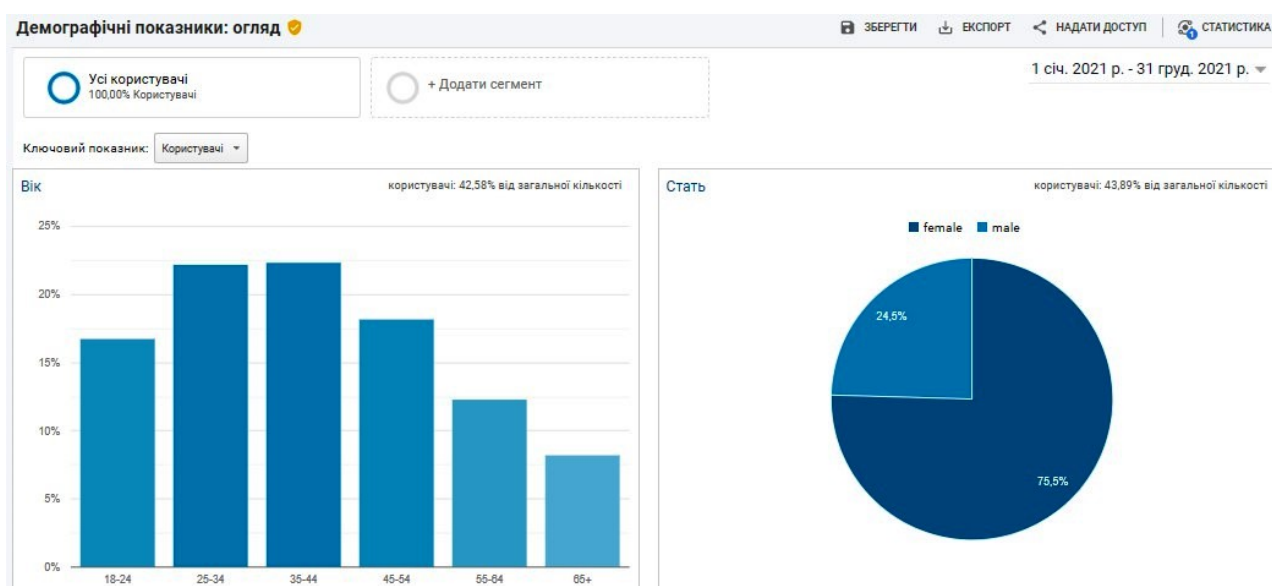 Демографічні показники: огляд
ЗБЕРЕГТИ ЕКСПОРТ НАДАТИ ДОСТУП 1 СТАТИСТИКА
Усі користувачі
100,00% Користувачі
+ Додати сегмент
1 січ. 2021 р. - 31 груд. 2021 р.
Ключовий показник: Користувачі
Вік
користувачі: 42,58% від загальної кількості
25%
20%
15%
10%
5%
0%
18-24 25-34 35-44 45-54 55-64 65+
Стать
користувачі: 43,89% від загальної кількості
female male
24,5%
75,5%